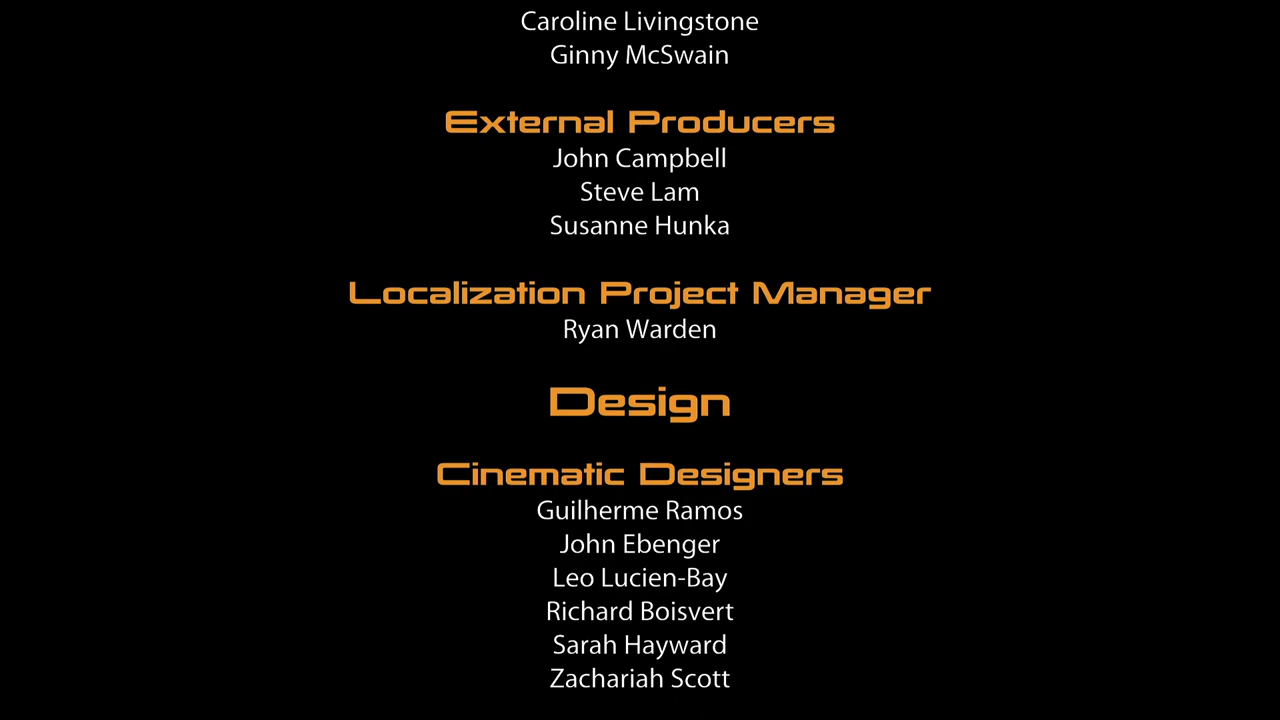 Caroline Livingstone
Ginny McSwain
External Producers
John Campbell
Steve Lam
Susanne Hunka
Localization Project Manager
Ryan Warden
Design
Cinematic Designers
Guilherme Ramos
John Ebenger
Leo Lucien-Bay
Richard Boisvert
Sarah Hayward
Zachariah Scott